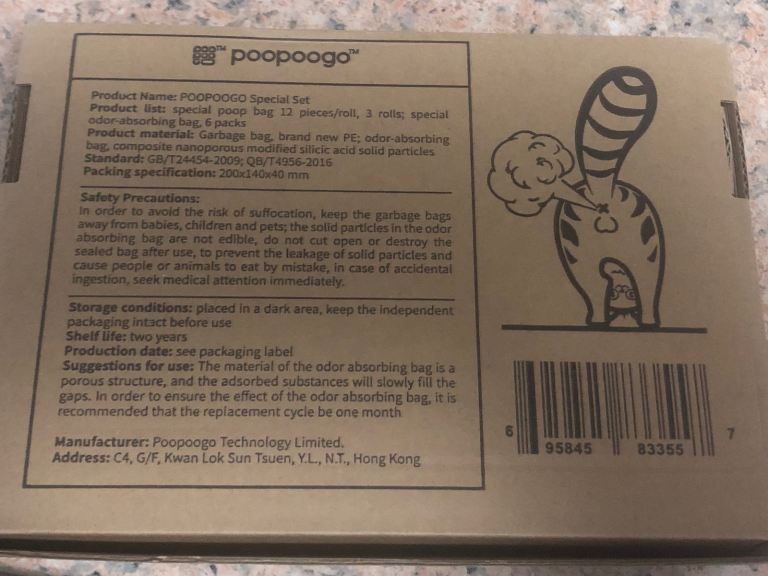 poo poo go™ poopoogo™
Product Name: POOPOOGO Special Set
Product list: special poop bag 12 pieces/roll, 3 rolls; special
odor-absorbing bag, 6 packs
Product material: Garbage bag, brand new PE; odor-absorbing
bag, composite nanoporous modified silicic acid solid particles
Standard: GB/T24454-2009; QB/T4956-2016
Packing specification: 200x140x40 mm
Safety Precautions:
In order to avoid the risk of suffocation, keep the garbage bags
away from babies, children and pets; the solid particles in the odor
absorbing bag are not edible, do not cut open or destroy the
sealed bag after use, to prevent the leakage of solid particles and
cause people or animals to eat by mistake, in case of accidental
ingestion, seek medical attention immediately.
Storage conditions: placed in a dark area, keep the independent
packaging intact before use
Shelf life: two years
Production date: see packaging label
Suggestions for use: The material of the odor absorbing bag is a
porous structure, and the adsorbed substances will slowly fill the
gaps. In order to ensure the effect of the odor absorbing bag, it is
recommended that the replacement cycle be one month
Manufacturer: Poopoogo Technology Limited.
Address: C4, G/F, Kwan Lok Sun Tsuen, Y.L., N.T., Hong Kong
6 95845 83355 7